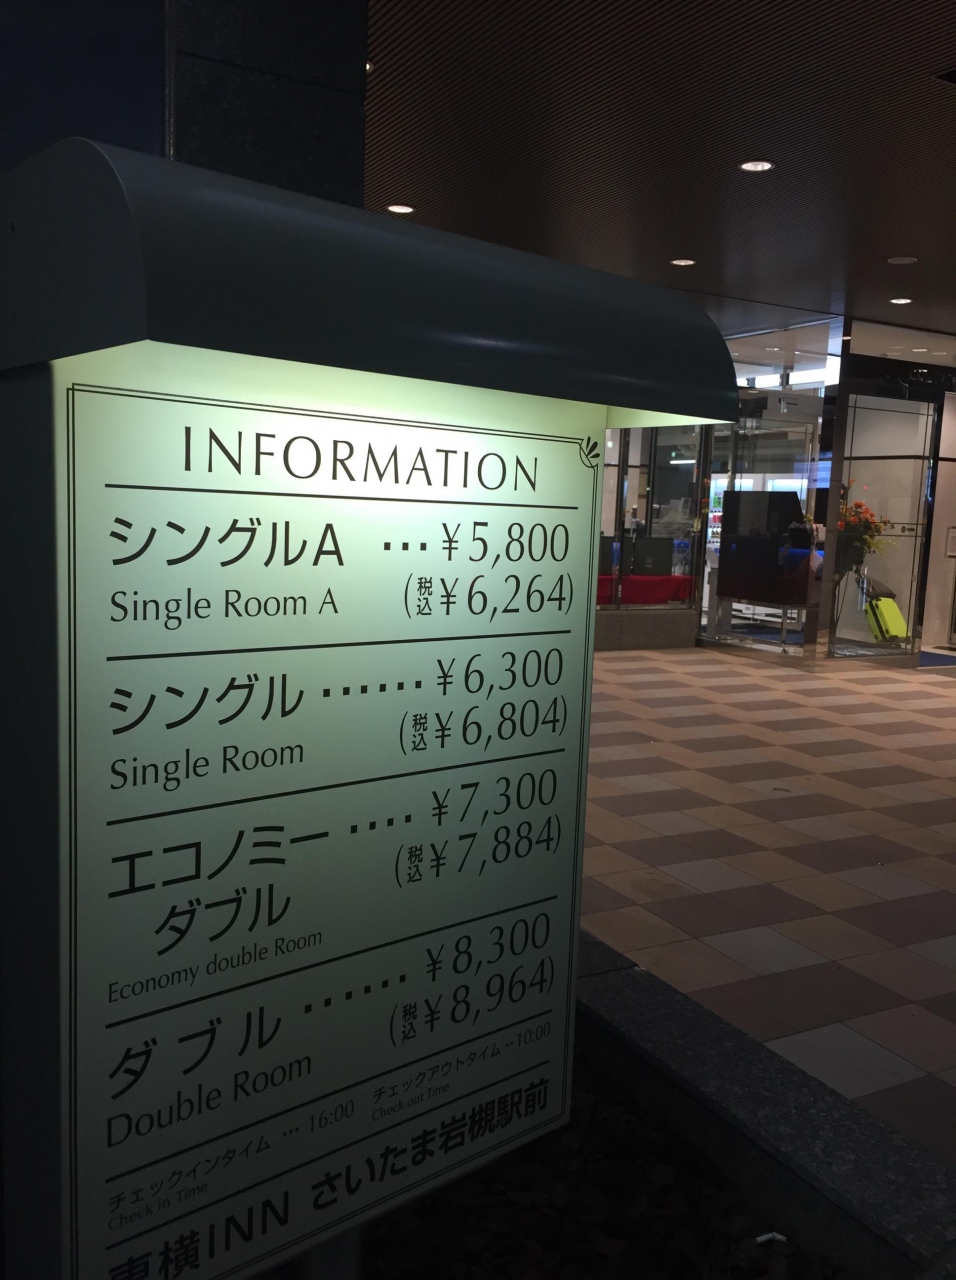 INFORMATION
シングルA ･･･¥5,800
Single Room A (税込¥6,264)
シングル ･･････¥6,300
Single Room (税込¥6,804)
エコノミー ････¥7,300
ダブル (税込¥7,884)
Economy double Room
ダブル ･･････¥8,300
Double Room (税込¥8,964)
チェックインタイム ･･･ 16:00 チェックアウトタイム ･･10:00
Check in Time Check out Time
東横INN さいたま岩槻駅前